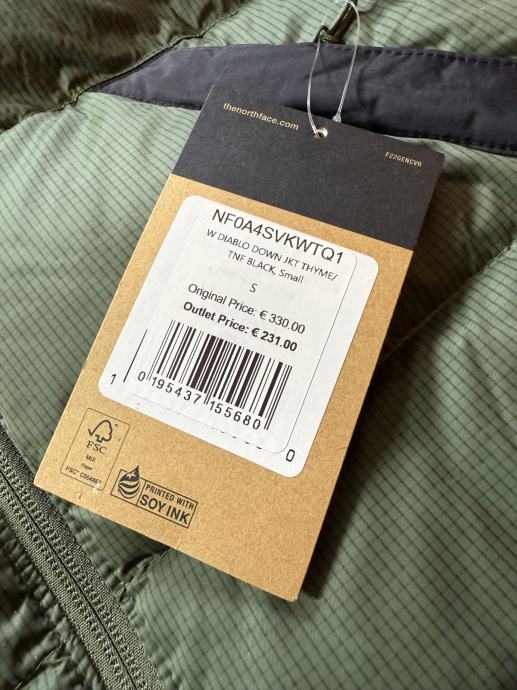 thenorthface.com
F22GENCVR
NF0A4SVKWTQ1
W DIABLO DOWN JKT THYME/
TNF BLACK, Small
S
Original Price: € 330.00
Outlet Price: € 231.00
0 195437 155680
1
0
FSC
MIX
Paper
PRINTED WITH
SOY INK